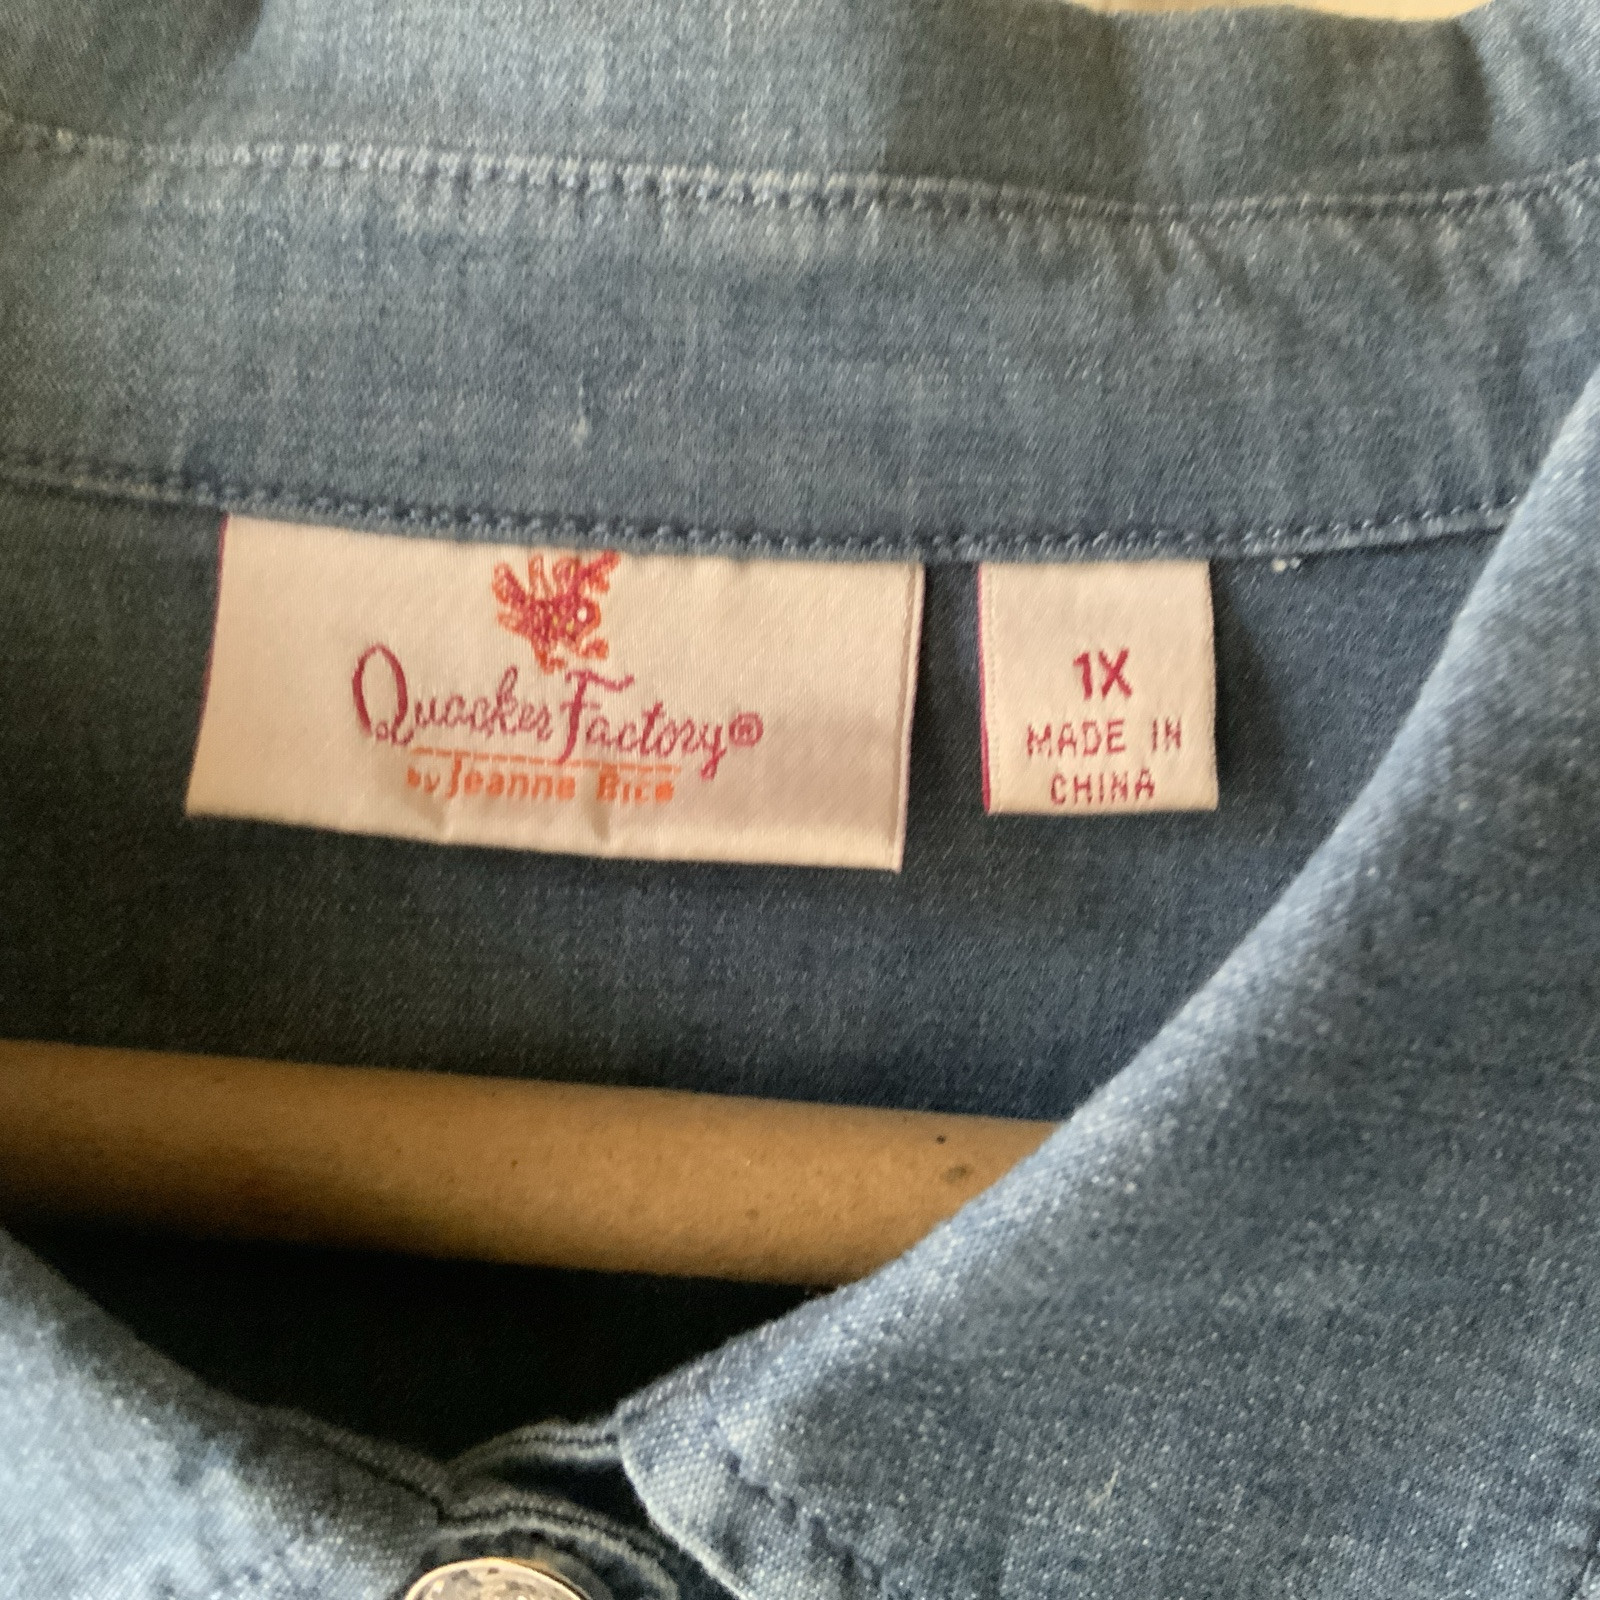 Quacker Factory®
by Jeanne Bice
1X
MADE IN
CHINA